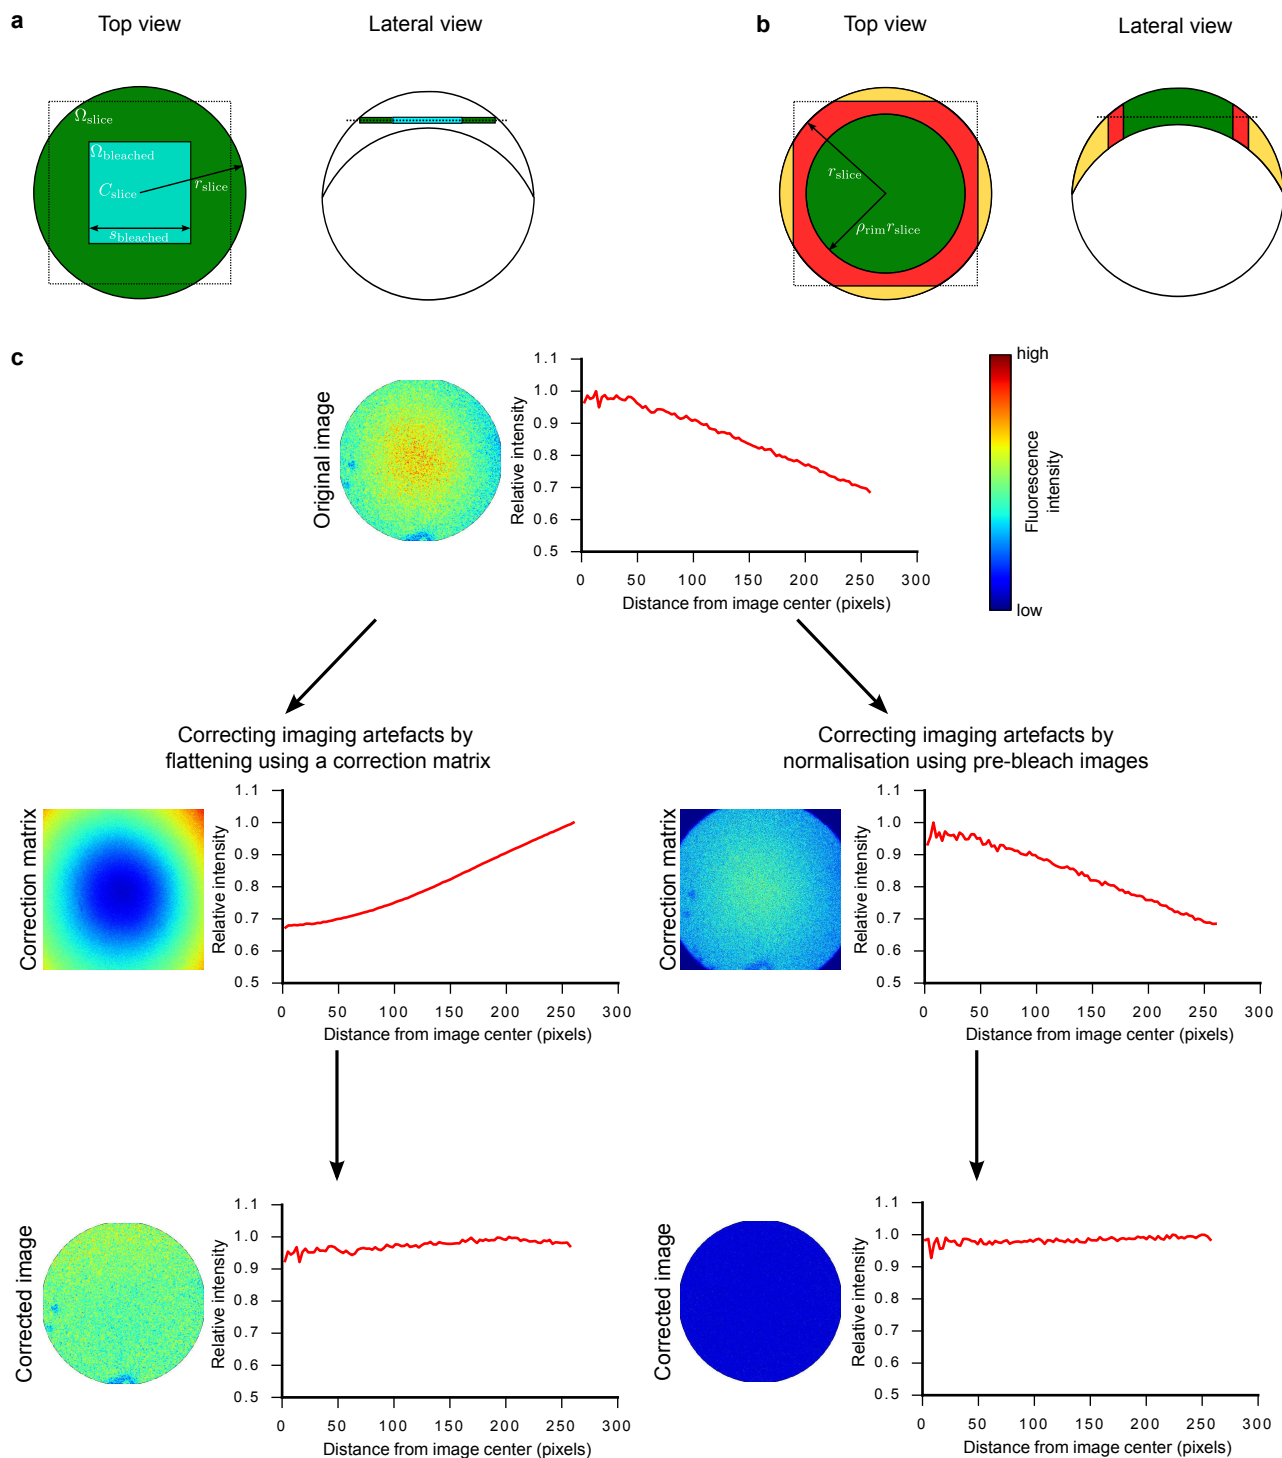 a
Top view
Lateral view
b
Top view
Lateral view
Ωslice
Ωbleached
Cslice
rslice
sbleached
rslice
ρrimrslice
c
Original image
Relative intensity
1.1
1.0
0.9
0.8
0.7
0.6
0.5
0 50 100 150 200 250 300
Distance from image center (pixels)
high
Fluorescence
intensity
low
Correcting imaging artefacts by
flattening using a correction matrix
Correction matrix
Relative intensity
1.1
1.0
0.9
0.8
0.7
0.6
0.5
0 50 100 150 200 250 300
Distance from image center (pixels)
Correcting imaging artefacts by
normalisation using pre-bleach images
Correction matrix
Relative intensity
1.1
1.0
0.9
0.8
0.7
0.6
0.5
0 50 100 150 200 250 300
Distance from image center (pixels)
Corrected image
Relative intensity
1.1
1.0
0.9
0.8
0.7
0.6
0.5
0 50 100 150 200 250 300
Distance from image center (pixels)
Corrected image
Relative intensity
1.1
1.0
0.9
0.8
0.7
0.6
0.5
0 50 100 150 200 250 300
Distance from image center (pixels)